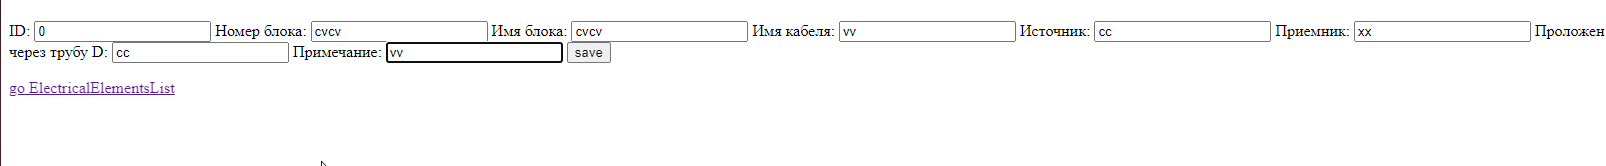 ID: 0 Номер блока: cvcv Имя блока: cvcv Имя кабеля: vv Источник: cc Приемник: xx Проложен
через трубу D: cc Примечание: vv save
go ElectricalElementsList